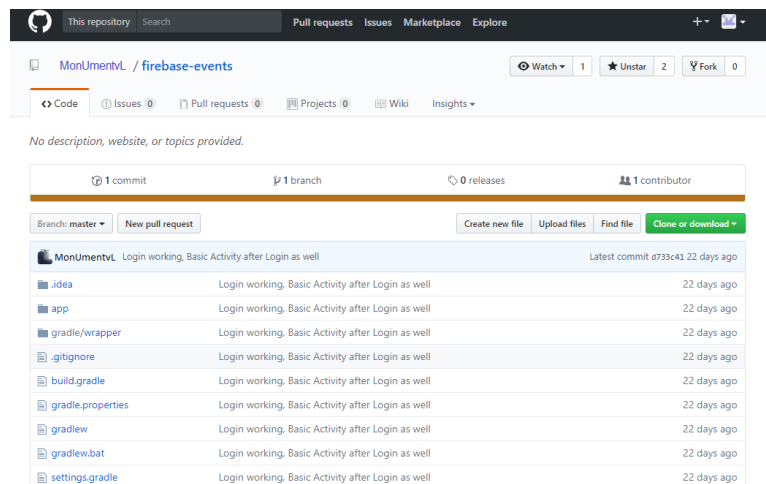 This repository Search Pull requests Issues Marketplace Explore
MonUmentvL / firebase-events Watch 1 Unstar 2 Fork 0
Code Issues 0 Pull requests 0 Projects 0 Wiki Insights
No description, website, or topics provided.
1 commit 1 branch 0 releases 1 contributor
Branch: master New pull request Create new file Upload files Find file Clone or download
MonUmentvL Login working, Basic Activity after Login as well Latest commit d733c41 22 days ago
.idea Login working, Basic Activity after Login as well 22 days ago
app Login working, Basic Activity after Login as well 22 days ago
gradle/wrapper Login working, Basic Activity after Login as well 22 days ago
.gitignore Login working, Basic Activity after Login as well 22 days ago
build.gradle Login working, Basic Activity after Login as well 22 days ago
gradle.properties Login working, Basic Activity after Login as well 22 days ago
gradlew Login working, Basic Activity after Login as well 22 days ago
gradlew.bat Login working, Basic Activity after Login as well 22 days ago
settings.gradle Login working, Basic Activity after Login as well 22 days ago